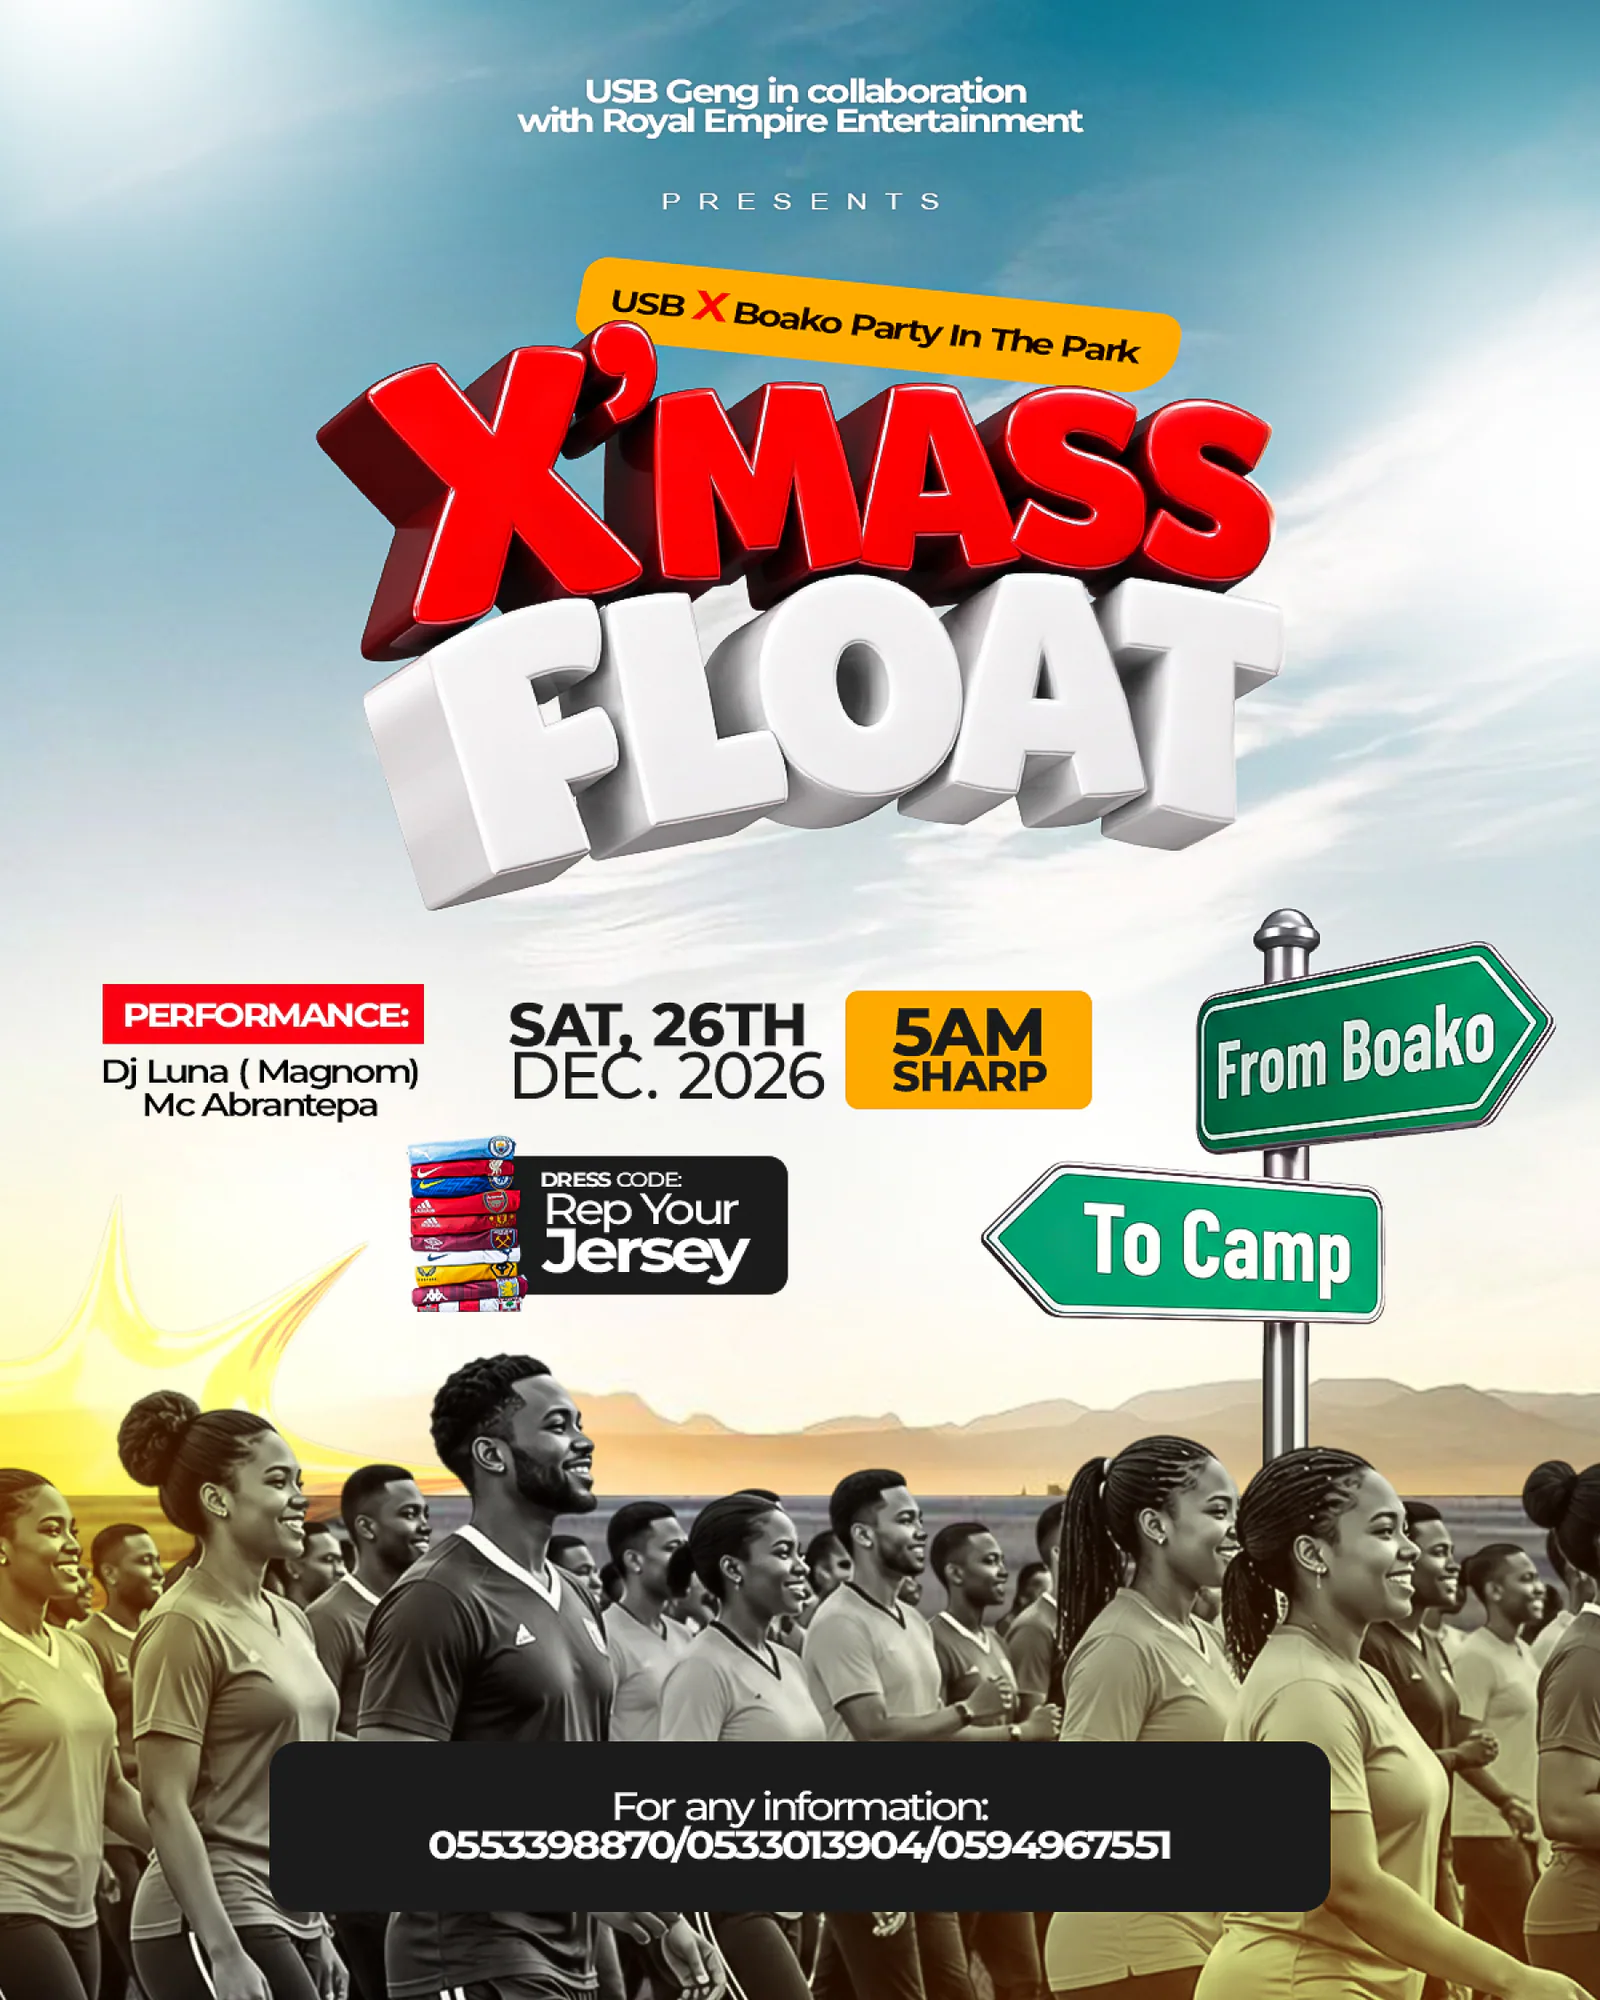 USB Geng in collaboration
with Royal Empire Entertainment
PRESENTS
USB X Boako Party In The Park
X'MASS
FLOAT
PERFORMANCE:
Dj Luna ( Magnom)
Mc Abrantepa
SAT, 26TH
DEC. 2026
5AM
SHARP
From Boako
To Camp
DRESS CODE:
Rep Your
Jersey
For any information:
0553398870/0533013904/0594967551